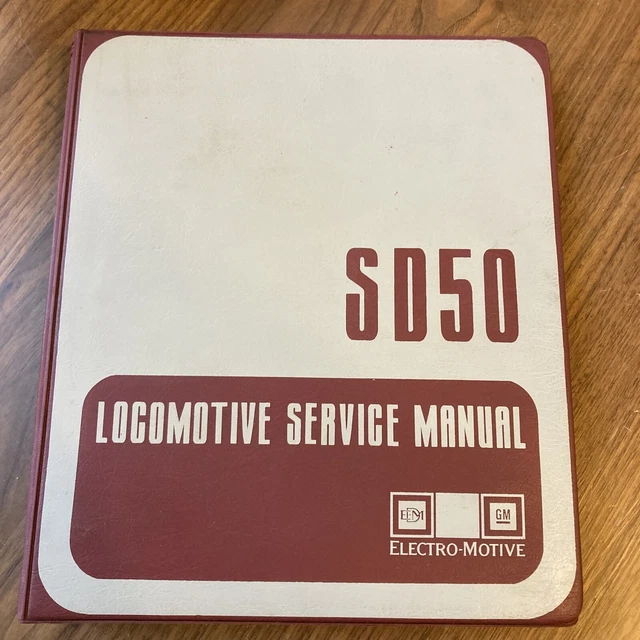 SD50
LOCOMOTIVE SERVICE MANUAL
EMD GM
ELECTRO-MOTIVE